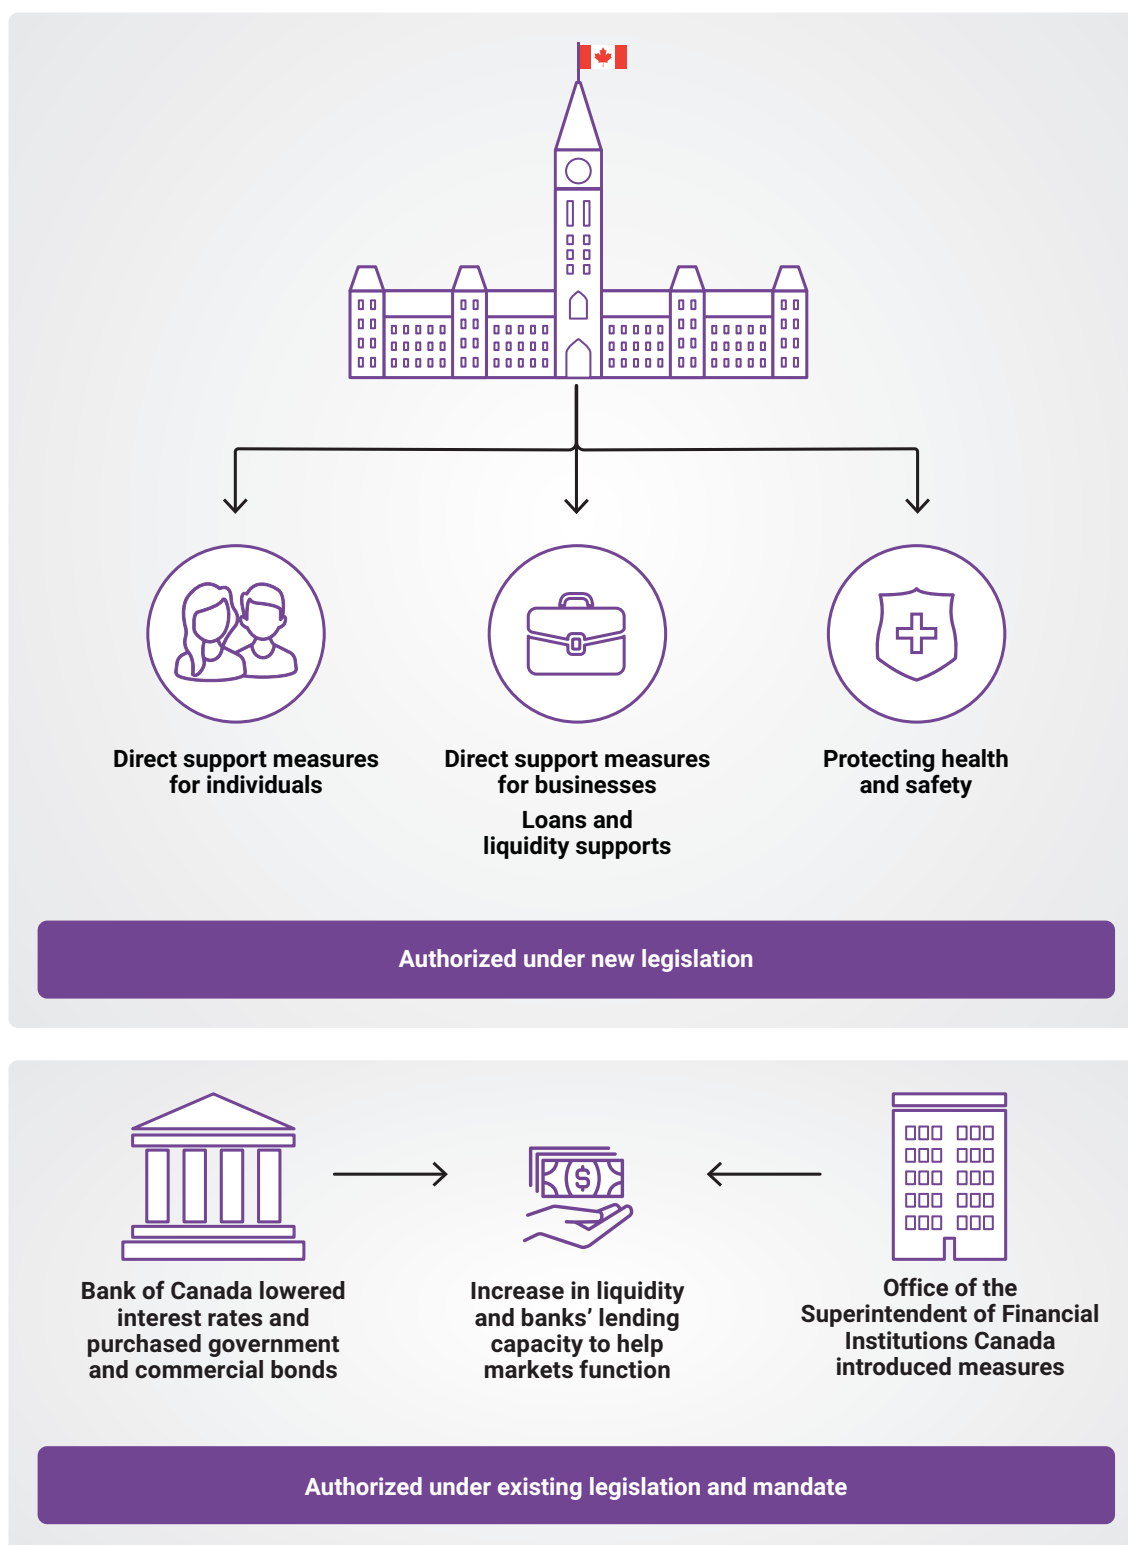 Direct support measures
for individuals
Direct support measures
for businesses
Loans and
liquidity supports
Protecting health
and safety
Authorized under new legislation
$
Bank of Canada lowered
interest rates and
purchased government
and commercial bonds
Increase in liquidity
and banks’ lending
capacity to help
markets function
Office of the
Superintendent of Financial
Institutions Canada
introduced measures
Authorized under existing legislation and mandate